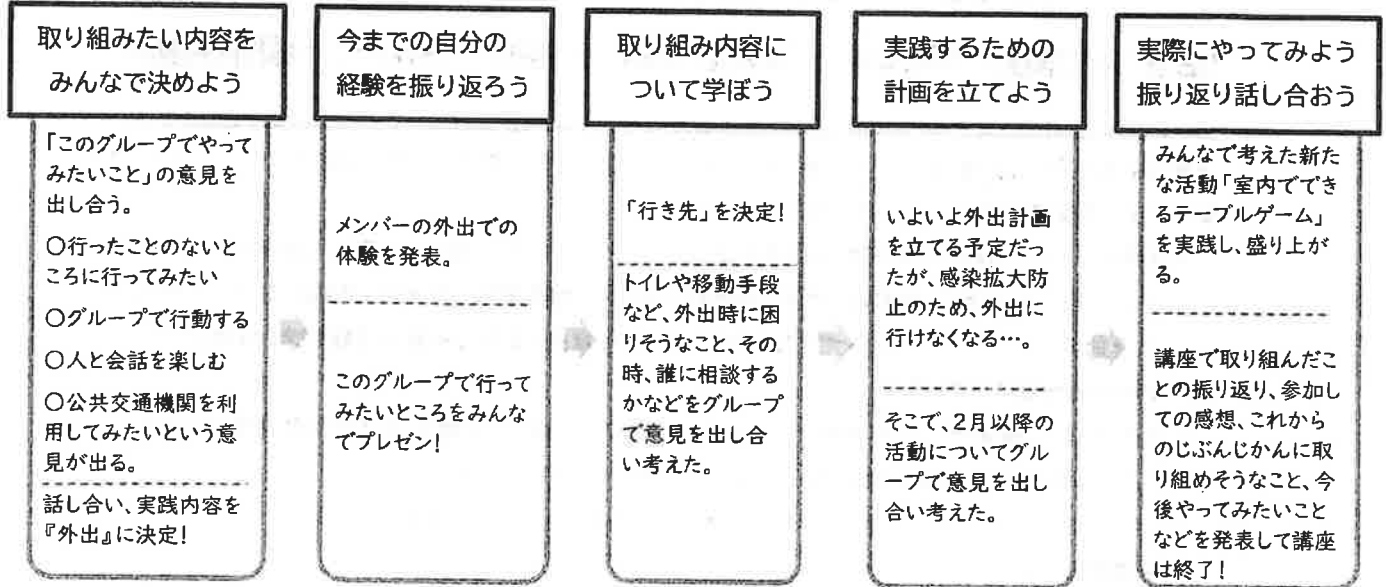 取り組みたい内容を
みんなで決めよう
「このグループでやって
みたいこと」の意見を
出し合う。
○行ったことのないと
ころに行ってみたい
○グループで行動する
○人と会話を楽しむ
○公共交通機関を利
用してみたいという意
見が出る。
話し合い、実践内容を
『外出』に決定!
今までの自分の
経験を振り返ろう
メンバーの外出での
体験を発表。
このグループで行って
みたいところをみんな
でプレゼン!
取り組み内容に
ついて学ぼう
「行き先」を決定!
トイレや移動手段
など、外出時に困
りそうなこと、その
時、誰に相談する
かなどをグループ
で意見を出し合
い考えた。
実践するための
計画を立てよう
いよいよ外出計画
を立てる予定だっ
たが、感染拡大防
止のため、外出に
行けなくなる…。
そこで、2月以降の
活動についてグル
ープで意見を出し
合い考えた。
実際にやってみよう
振り返り話し合おう
みんなで考えた新た
な活動「室内ででき
るテーブルゲーム」
を実践し、盛り上が
る。
講座で取り組んだこ
との振り返り、参加し
ての感想、これから
のじぶんじかんに取
り組めそうなこと、今
後やってみたいこと
などを発表して講座
は終了!